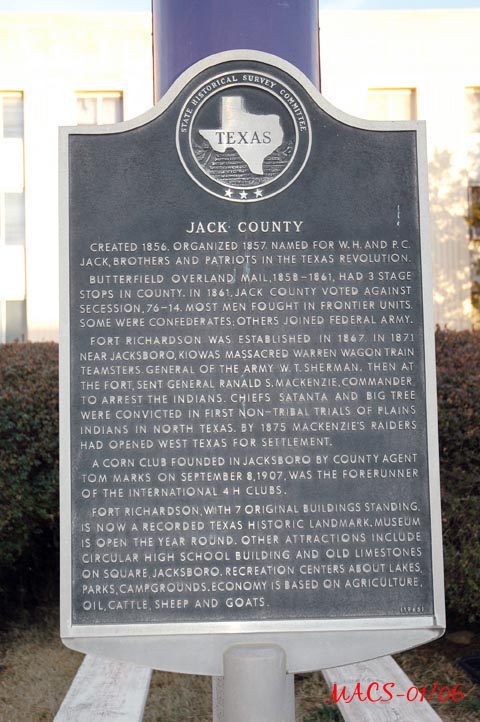 STATE HISTORICAL SURVEY COMMITTEE
TEXAS
JACK COUNTY
CREATED 1856. ORGANIZED 1857. NAMED FOR W.H. AND P.C.
JACK, BROTHERS AND PATRIOTS IN THE TEXAS REVOLUTION.
BUTTERFIELD OVERLAND MAIL, 1858-1861, HAD 3 STAGE
STOPS IN COUNTY. IN 1861, JACK COUNTY VOTED AGAINST
SECESSION, 76-14. MOST MEN FOUGHT IN FRONTIER UNITS.
SOME WERE CONFEDERATES; OTHERS JOINED FEDERAL ARMY.
FORT RICHARDSON WAS ESTABLISHED IN 1867. IN 1871
NEAR JACKSBORO, KIOWAS MASSACRED WARREN WAGON TRAIN
TEAMSTERS. GENERAL OF THE ARMY W.T. SHERMAN, THEN AT
THE FORT, SENT GENERAL RANALD S. MACKENZIE, COMMANDER,
TO ARREST THE INDIANS. CHIEFS SATANTA AND BIG TREE
WERE CONVICTED IN FIRST NON-TRIBAL TRIALS OF PLAINS
INDIANS IN NORTH TEXAS. BY 1875 MACKENZIE'S RAIDERS
HAD OPENED WEST TEXAS FOR SETTLEMENT.
A CORN CLUB FOUNDED IN JACKSBORO BY COUNTY AGENT
TOM MARKS ON SEPTEMBER 8, 1907, WAS THE FORERUNNER
OF THE INTERNATIONAL 4H CLUBS.
FORT RICHARDSON, WITH 7 ORIGINAL BUILDINGS STANDING,
IS NOW A RECORDED TEXAS HISTORIC LANDMARK. MUSEUM
IS OPEN THE YEAR ROUND. OTHER ATTRACTIONS INCLUDE
CIRCULAR HIGH SCHOOL BUILDING AND OLD LIMESTONES
ON SQUARE, JACKSBORO. RECREATION CENTERS ABOUT LAKES,
PARKS, CAMPGROUNDS. ECONOMY IS BASED ON AGRICULTURE,
OIL, CATTLE, SHEEP AND GOATS.
MACS-01/06